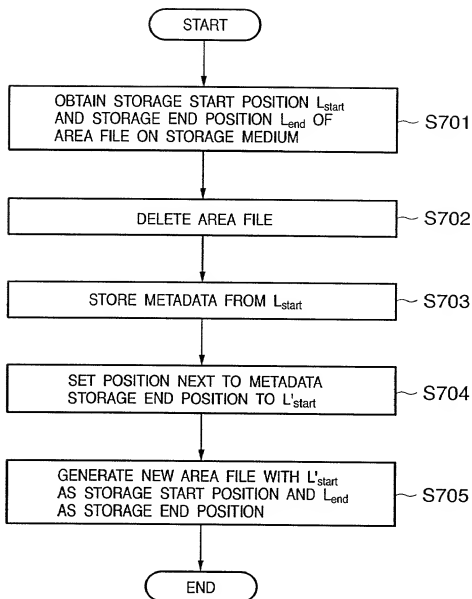 START
OBTAIN STORAGE START POSITION Lstart
AND STORAGE END POSITION Lend OF
AREA FILE ON STORAGE MEDIUM
S701
DELETE AREA FILE
S702
STORE METADATA FROM Lstart
S703
SET POSITION NEXT TO METADATA
STORAGE END POSITION TO L'start
S704
GENERATE NEW AREA FILE WITH L'start
AS STORAGE START POSITION AND Lend
AS STORAGE END POSITION
S705
END